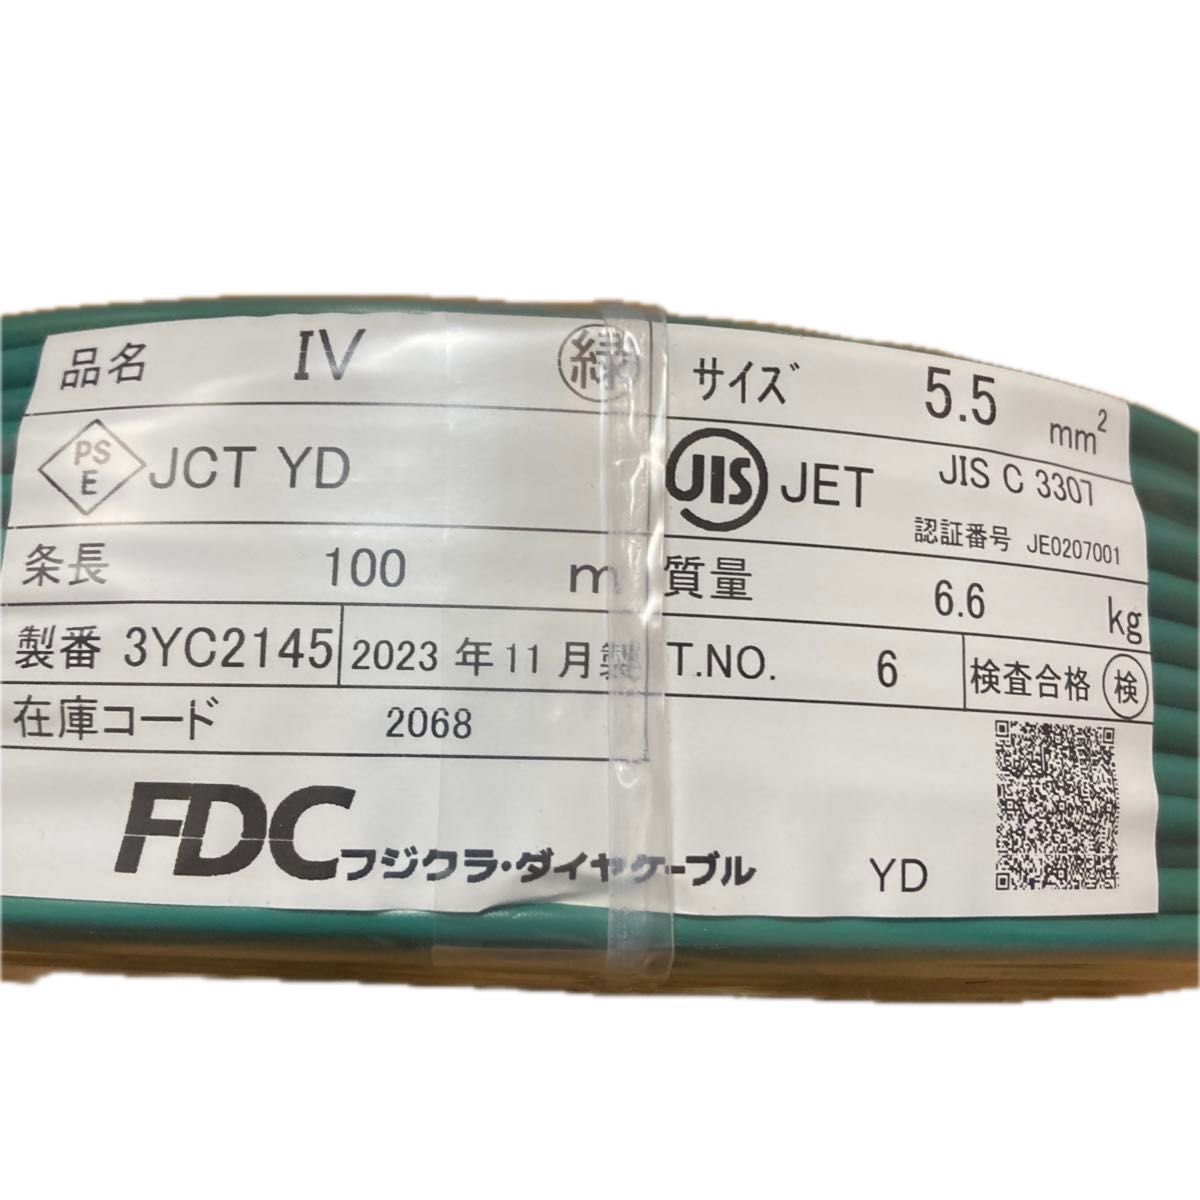 品名 IV 緑 サイズ 5.5 mm²
PSE JCT YD JIS JET JIS C 3307
認証番号 JE0207001
条長 100 m 質量 6.6 kg
製番 3YC2145 2023 年 11 月 製 T.NO. 6 検査合格 検
在庫コード 2068
FDC フジクラ・ダイヤケーブル YD